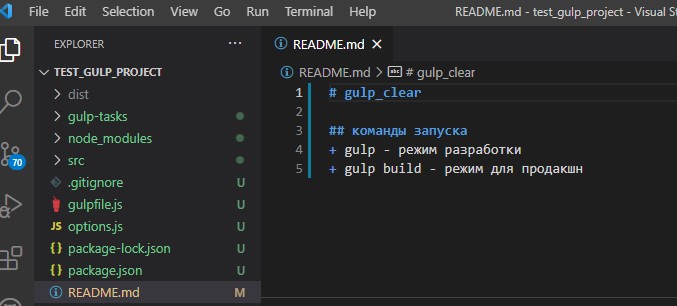 File Edit Selection View Go Run Terminal Help README.md - test_gulp_project - Visual
EXPLORER ···
README.md
TEST_GULP_PROJECT
README.md > # gulp_clear
dist
1 # gulp_clear
gulp-tasks
2
node_modules
3 ## команды запуска
src
4 + gulp - режим разработки
.gitignore U
5 + gulp build - режим для продакшн
gulpfile.js U
JS options.js U
{} package-lock.json U
{} package.json U
README.md M
70